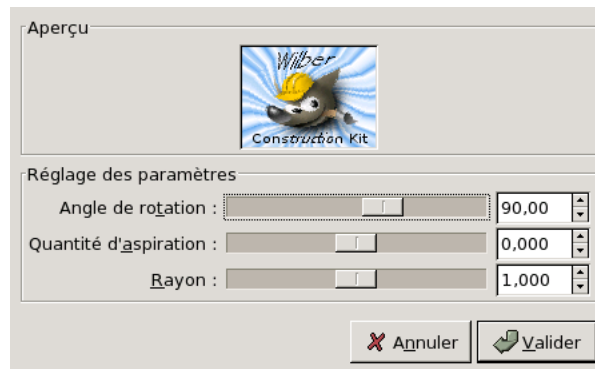 Aperçu
Wilber
Construction Kit
Réglage des paramètres
Angle de rotation : 90,00
Quantité d'aspiration : 0,000
Rayon : 1,000
Annuler Valider